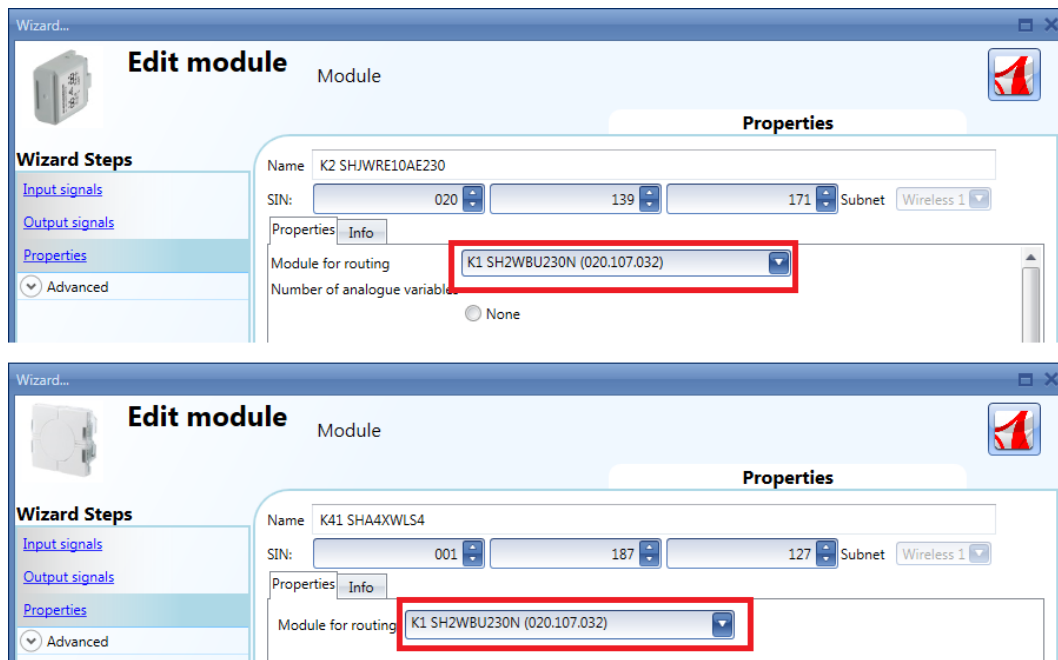 Wizard...
Edit module Module
Properties
Wizard Steps
Input signals
Output signals
Properties
Advanced
Name K2 SHJWRE10AE230
SIN: 020 139 171 Subnet Wireless 1
Properties Info
Module for routing K1 SH2WBU230N (020.107.032)
Number of analogue variables
None
Wizard...
Edit module Module
Properties
Wizard Steps
Input signals
Output signals
Properties
Advanced
Name K41 SHA4XWLS4
SIN: 001 187 127 Subnet Wireless 1
Properties Info
Module for routing K1 SH2WBU230N (020.107.032)